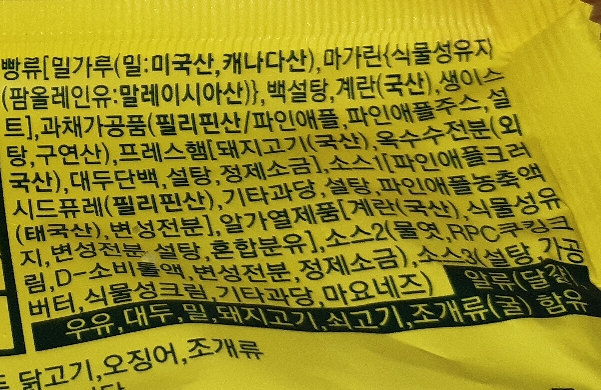 빵류[밀가루(밀:미국산,캐나다산),마가린{식물성유지
(팜올레인유:말레이시아산)},백설탕,계란(국산),생이스
트],과채가공품(필리핀산/파인애플,파인애플주스,설
탕,구연산),프레스햄[돼지고기(국산),옥수수전분(외
국산),대두단백,설탕,정제소금],소스1[파인애플크러
시드퓨레(필리핀산),기타과당,설탕,파인애플농축액
(태국산),변성전분],알가열제품[계란(국산),식물성유
지,변성전분,설탕,혼합분유],소스2(물엿,RPC쿠킹크
림,D-소비톨액,변성전분,정제소금),소스3(설탕,가공
버터,식물성크림,기타과당,마요네즈) 알류(달걀),
우유,대두,밀,돼지고기,쇠고기,조개류(굴) 함유
닭고기,오징어,조개류